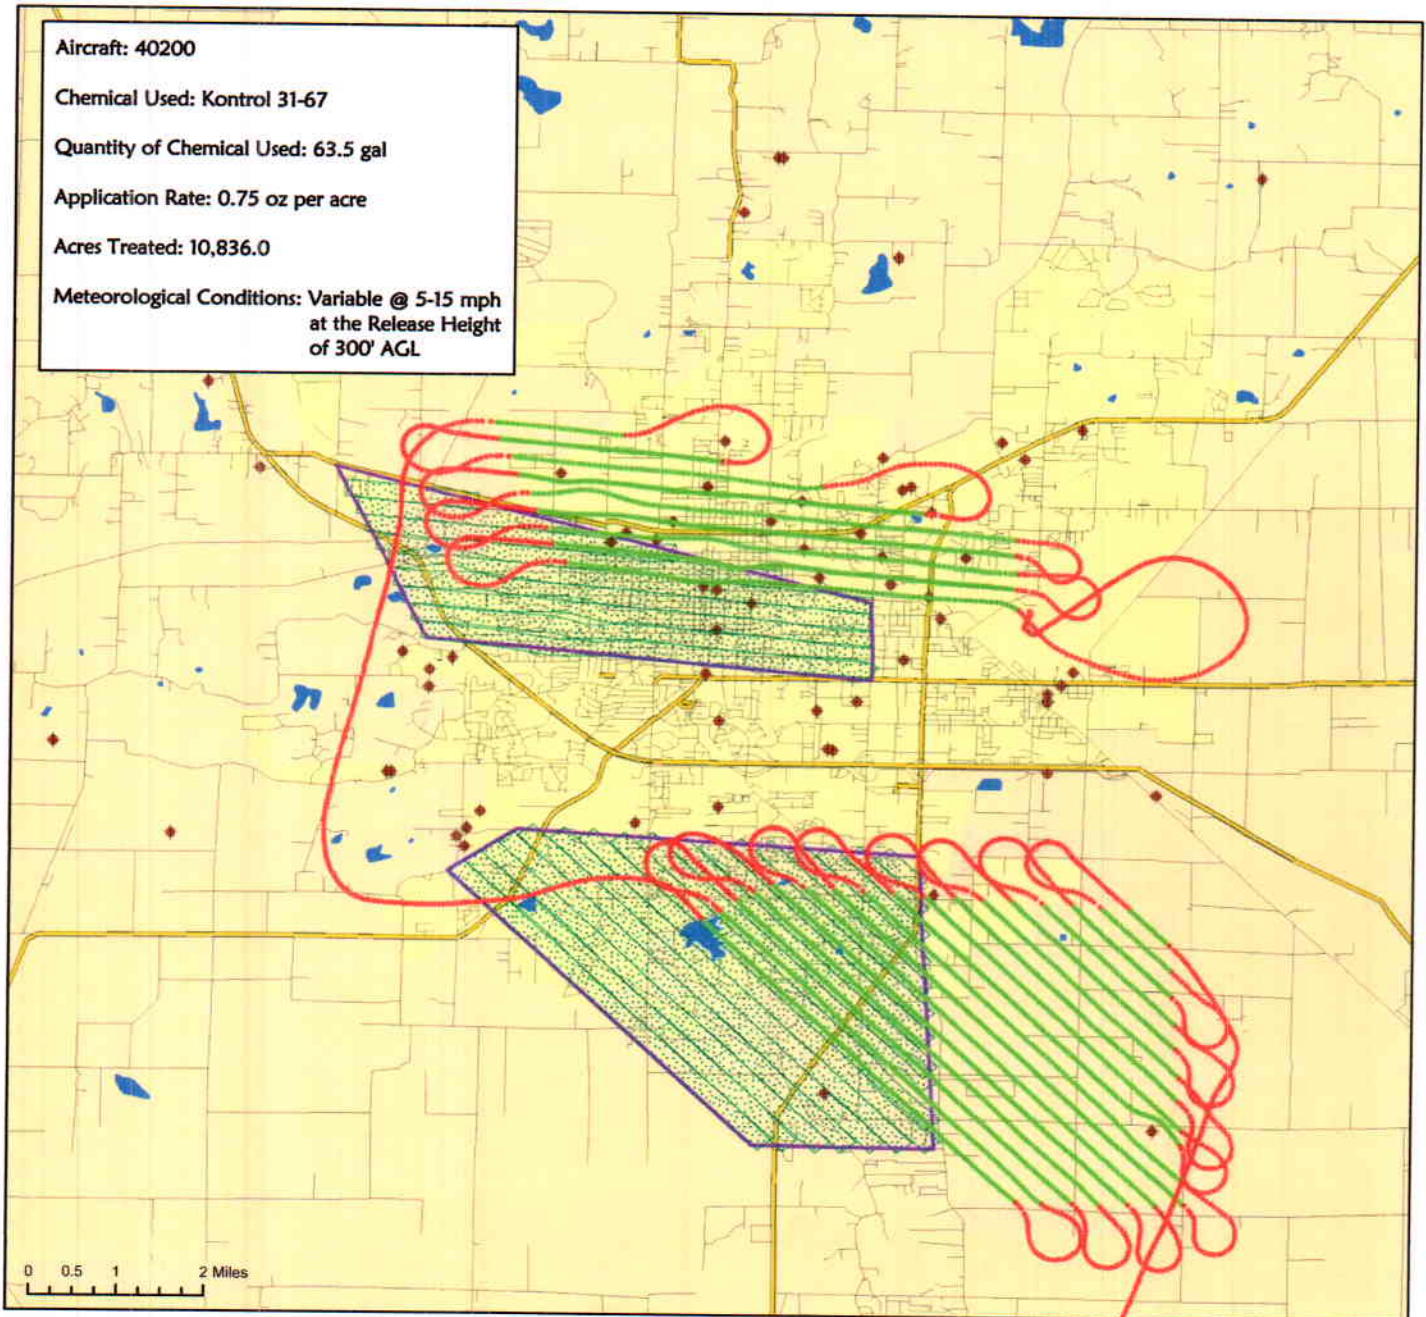 Aircraft: 40200
Chemical Used: Kontrol 31-67
Quantity of Chemical Used: 63.5 gal
Application Rate: 0.75 oz per acre
Acres Treated: 10,836.0
Meteorological Conditions: Variable @ 5-15 mph
at the Release Height
of 300' AGL
0 0.5 1 2 Miles